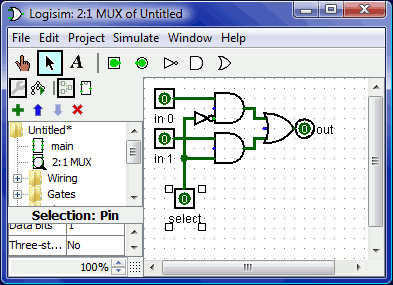 Logisim: 2:1 MUX of Untitled
File Edit Project Simulate Window Help
A
Untitled*
main
2:1 MUX
Wiring
Gates
Selection: Pin
Data Bits 1
Three-st... No
100%
0
in 0
0
in 1
0
out
0
select